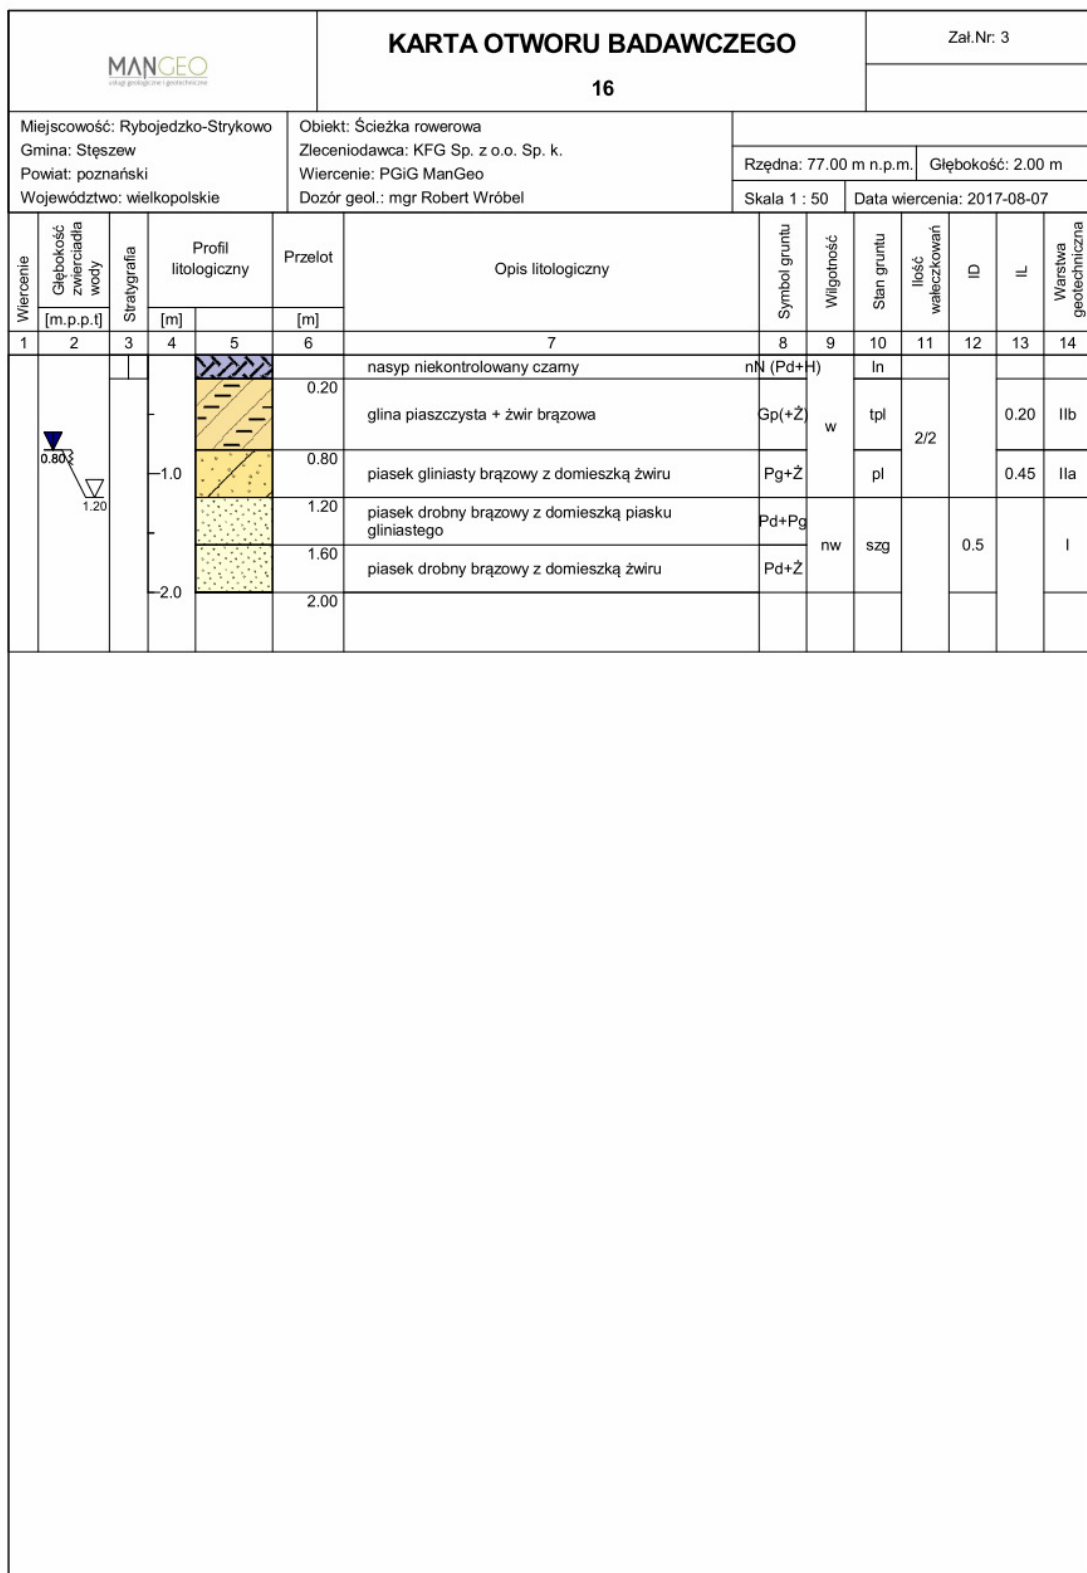 MANGEO
usługi geologiczne i geotechniczne
KARTA OTWORU BADAWCZEGO
16
Zał.Nr: 3
Miejscowość: Rybojedzko-Strykowo
Gmina: Stęszew
Powiat: poznański
Województwo: wielkopolskie
Obiekt: Ścieżka rowerowa
Zleceniodawca: KFG Sp. z o.o. Sp. k.
Wiercenie: PGiG ManGeo
Dozór geol.: mgr Robert Wróbel
Rzędna: 77.00 m n.p.m. Głębokość: 2.00 m
Skala 1 : 50 Data wiercenia: 2017-08-07
Wiercenie
Głębokość zwierciadła wody
[m.p.p.t]
Stratygrafia
Profil litologiczny
[m]
Przelot
[m]
Opis litologiczny
Symbol gruntu
Wilgotność
Stan gruntu
Ilość wałeczkowań
ID
IL
Warstwa geotechniczna
1 2 3 4 5 6 7 8 9 10 11 12 13 14
nasyp niekontrolowany czarny nN (Pd+H) ln
0.20
glina piaszczysta + żwir brązowa Gp(+Ż) w tpl 2/2 0.20 IIb
0.80
0.80
1.0
piasek gliniasty brązowy z domieszką żwiru Pg+Ż pl 0.45 IIa
1.20
1.20
piasek drobny brązowy z domieszką piasku
gliniastego
Pd+Pg
nw szg 0.5 I
1.60
piasek drobny brązowy z domieszką żwiru Pd+Ż
2.0
2.00